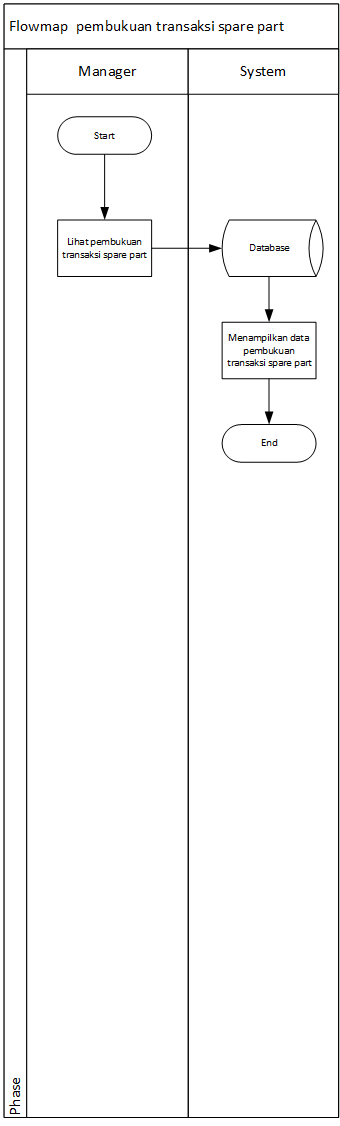 Flowmap  pembukuan transaksi spare part
Manager
System
Start
Lihat pembukuan
transaksi spare part
Database
Menampilkan data
pembukuan
transaksi spare part
End
Phase